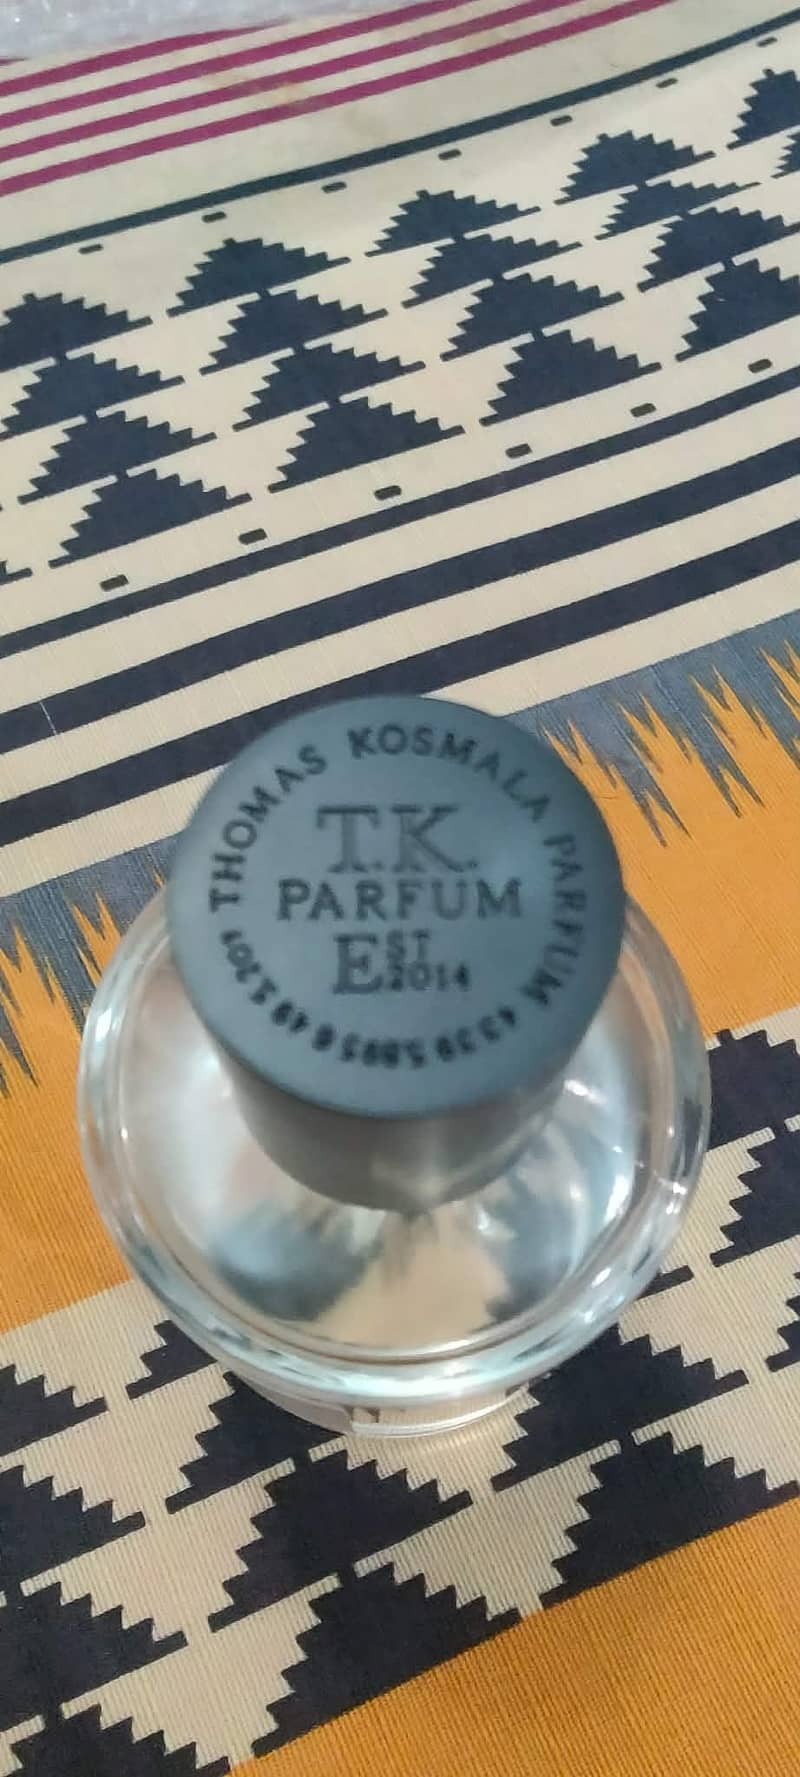 THOMAS KOSMALA PARFUM
T.K.
PARFUM
EST
2014